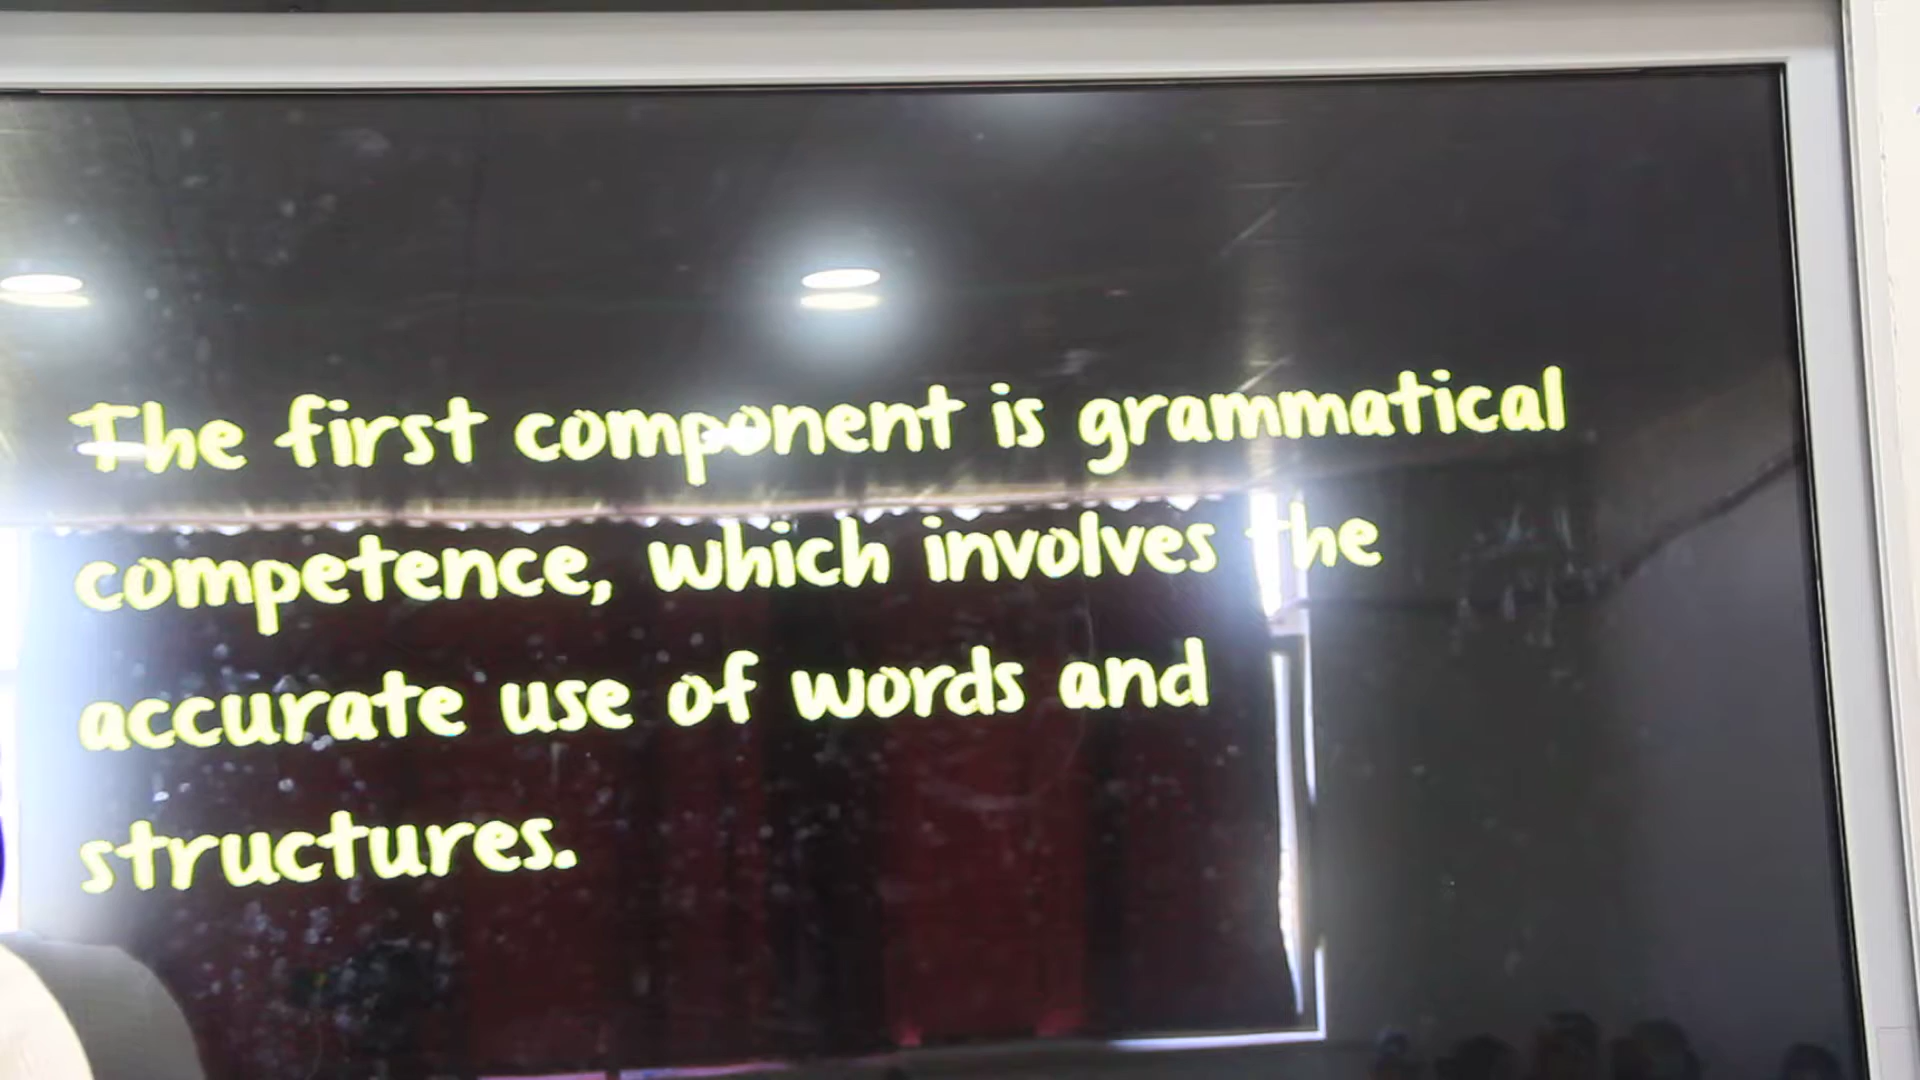 The first component is grammatical
competence, which involves the
accurate use of words and
structures.